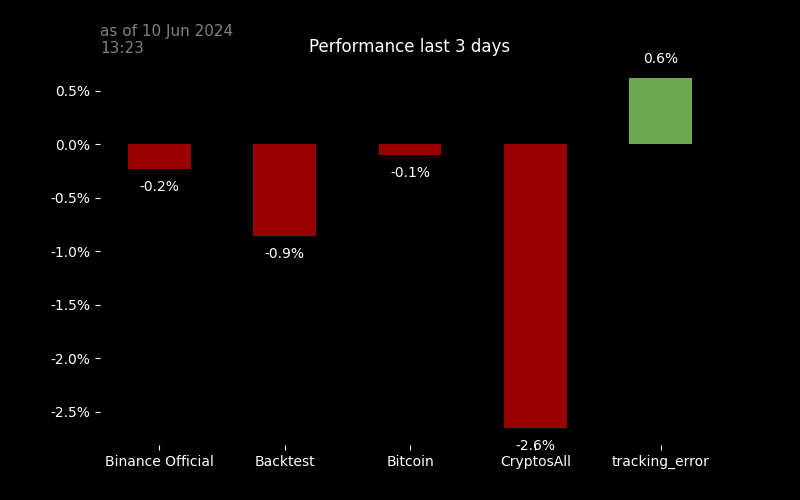 as of 10 Jun 2024
13:23
Performance last 3 days
0.6%
0.5%
0.0%
-0.5%
-1.0%
-1.5%
-2.0%
-2.5%
-0.2%
-0.9%
-0.1%
-2.6%
Binance Official
Backtest
Bitcoin
CryptosAll
tracking_error